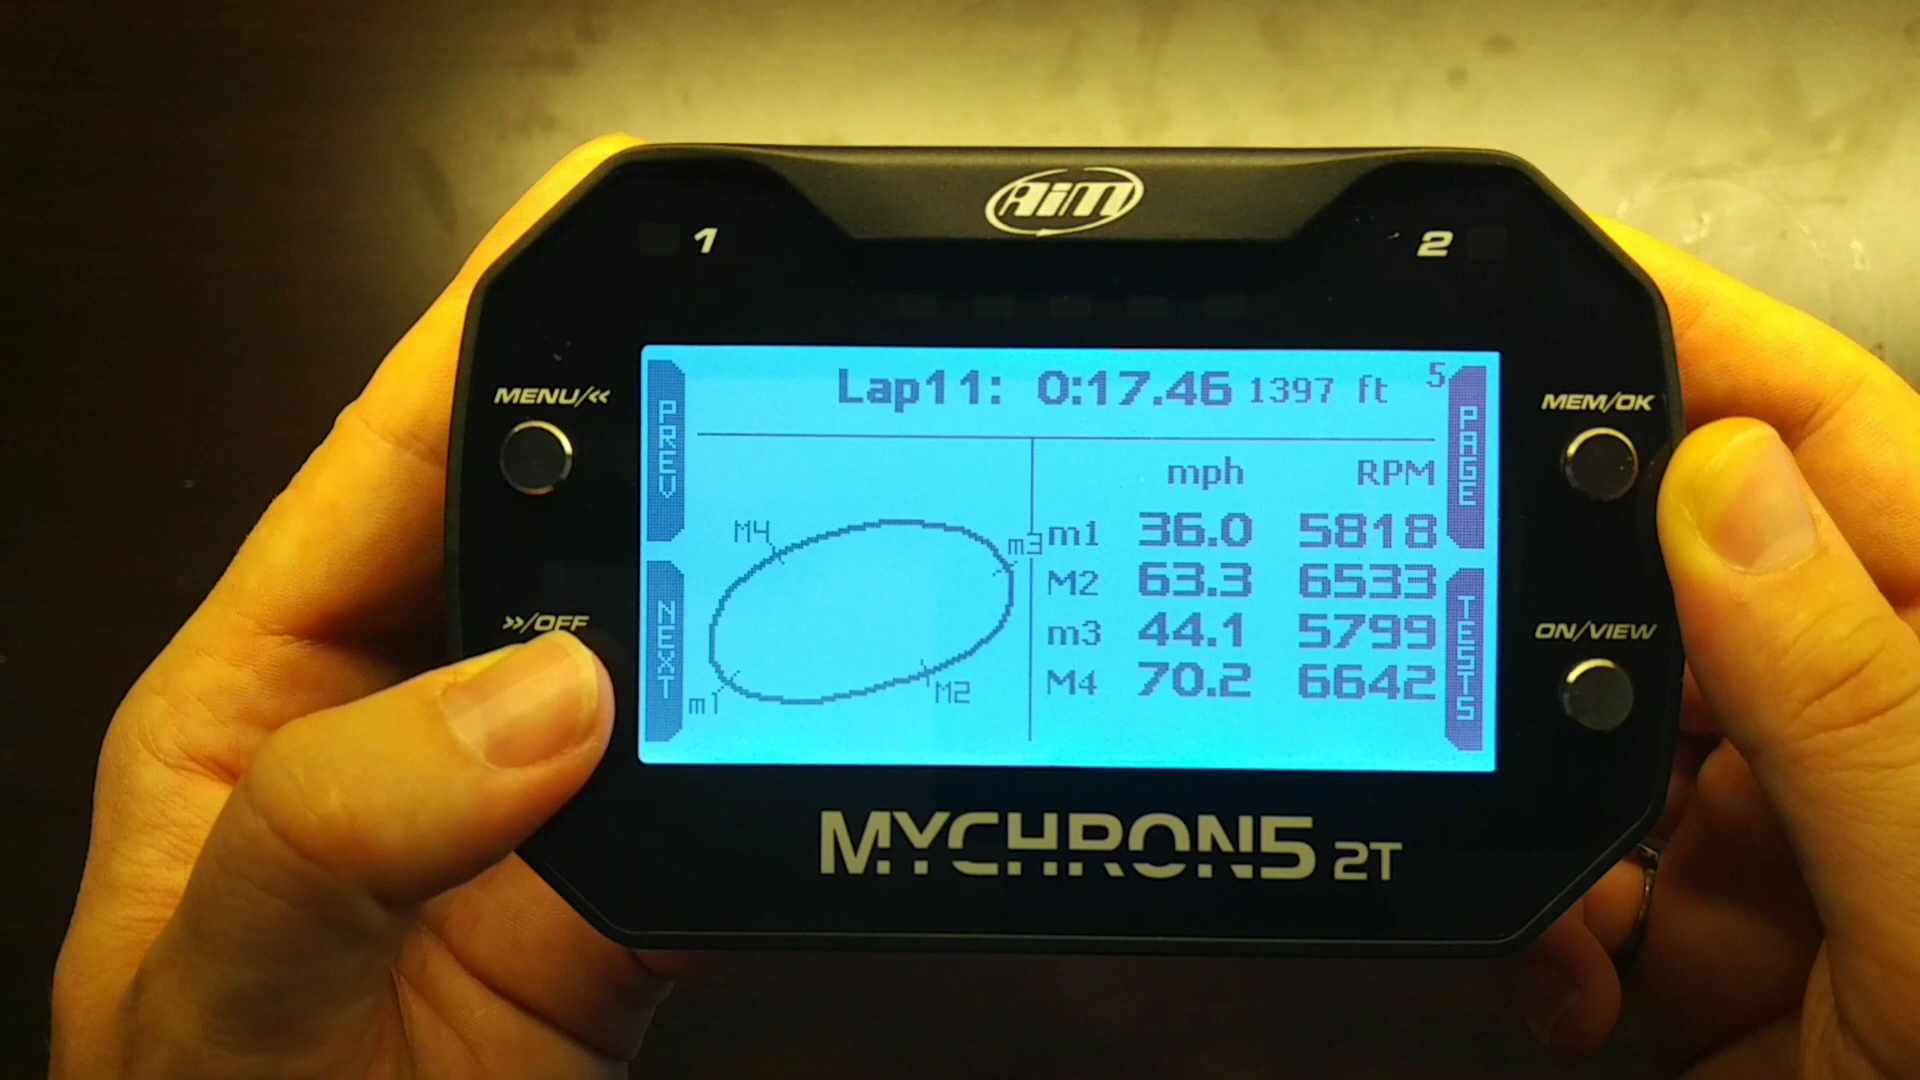 AiM
1
2
MENU/<<
MEM/OK
>>/OFF
ON/VIEW
PREV
NEXT
PAGE
TESTS
Lap11: 0:17.46 1397 ft
5
mph RPM
m1 36.0 5818
M2 63.3 6533
m3 44.1 5799
M4 70.2 6642
M4
m3
m1
M2
MYCHRON5 2T